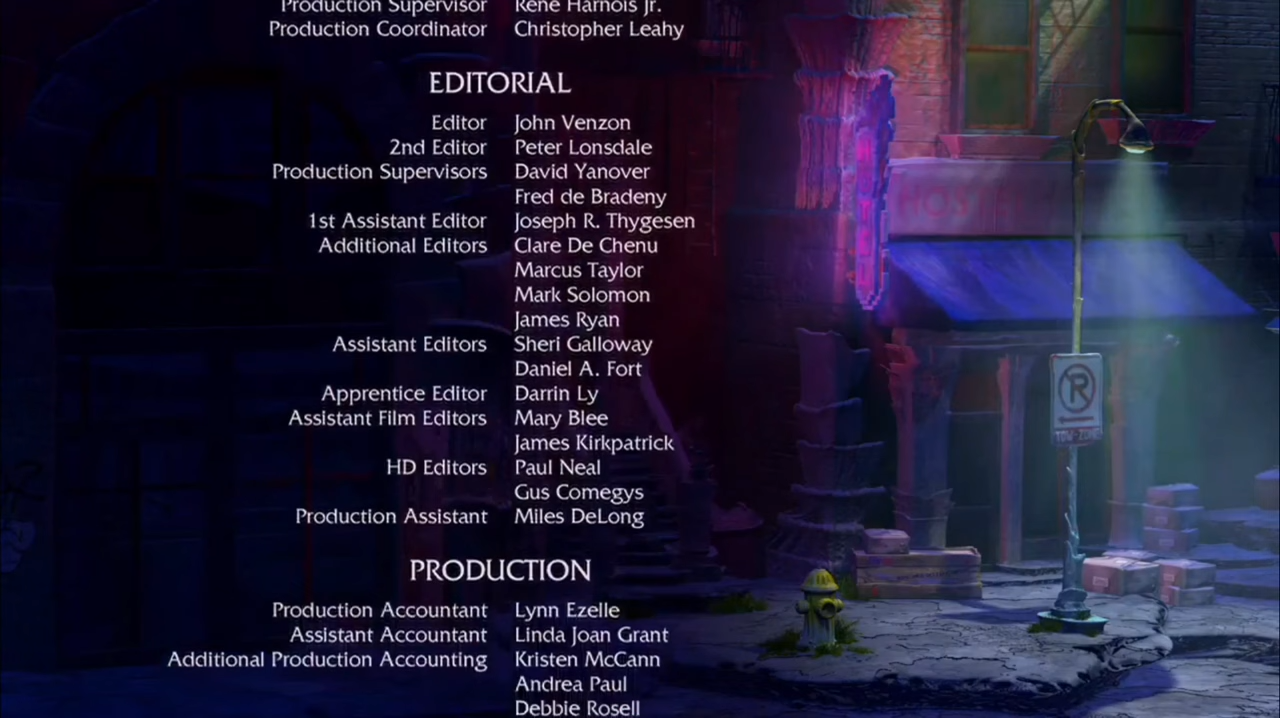 Production Supervisor Rene Harnois Jr.
Production Coordinator Christopher Leahy
EDITORIAL
Editor John Venzon
2nd Editor Peter Lonsdale
Production Supervisors David Yanover
Fred de Bradeny
1st Assistant Editor Joseph R. Thygesen
Additional Editors Clare De Chenu
Marcus Taylor
Mark Solomon
James Ryan
Assistant Editors Sheri Galloway
Daniel A. Fort
Apprentice Editor Darrin Ly
Assistant Film Editors Mary Blee
James Kirkpatrick
HD Editors Paul Neal
Gus Comegys
Production Assistant Miles DeLong
PRODUCTION
Production Accountant Lynn Ezelle
Assistant Accountant Linda Joan Grant
Additional Production Accounting Kristen McCann
Andrea Paul
Debbie Rosell
R
TOW-ZONE